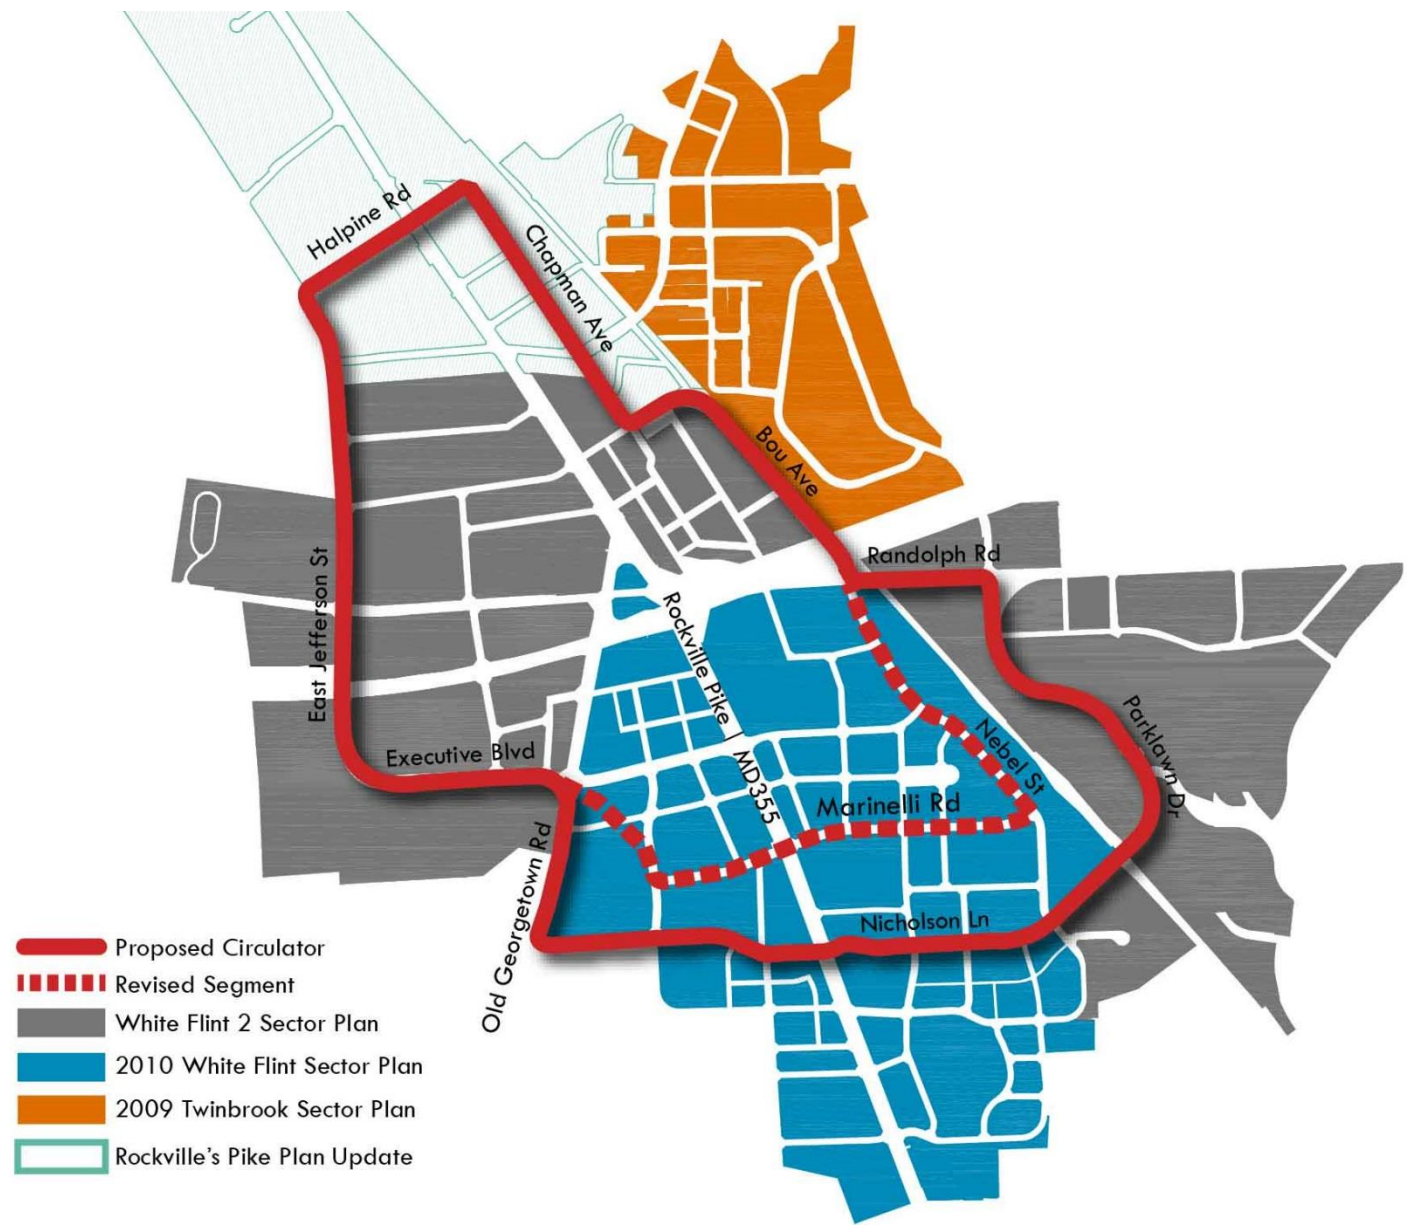 Halpine Rd
Chapman Ave
Bou Ave
Randolph Rd
East Jefferson St
Rockville Pike | MD355
Parklawn Dr
Nebel St
Executive Blvd
Marinelli Rd
Old Georgetown Rd
Nicholson Ln
Proposed Circulator
Revised Segment
White Flint 2 Sector Plan
2010 White Flint Sector Plan
2009 Twinbrook Sector Plan
Rockville's Pike Plan Update